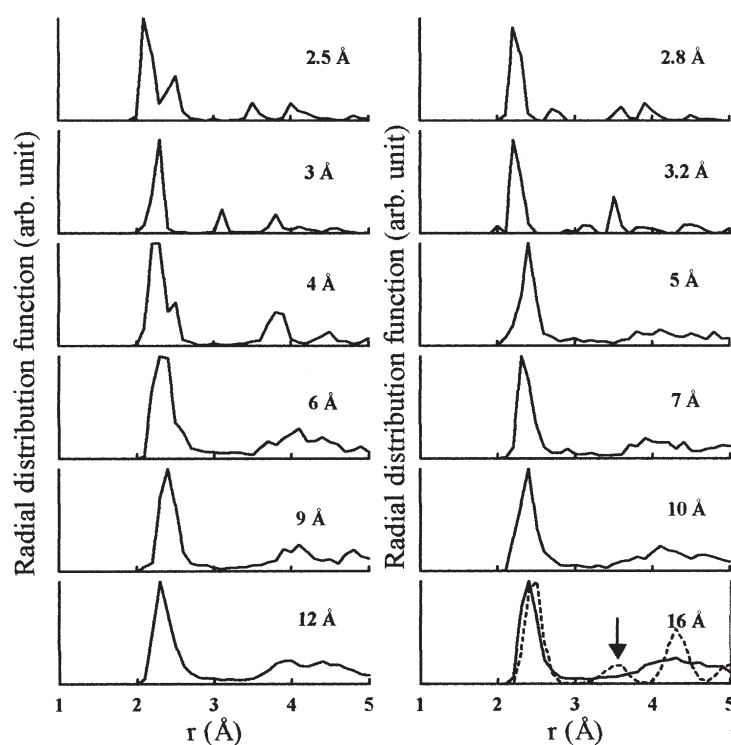 Radial distribution function (arb. unit)
2.5 Å
3 Å
4 Å
6 Å
9 Å
12 Å
1 2 3 4 5
r (Å)
Radial distribution function (arb. unit)
2.8 Å
3.2 Å
5 Å
7 Å
10 Å
16 Å
1 2 3 4 5
r (Å)